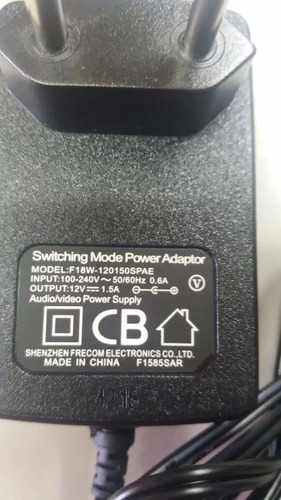 Switching Mode Power Adaptor
MODEL:F18W-120150SPAE
INPUT:100-240V～50/60Hz 0.6A
OUTPUT:12V⎓1.5A
Audio/video Power Supply
V
CB
SHENZHEN FRECOM ELECTRONICS CO.,LTD.
MADE IN CHINA F1585SAR